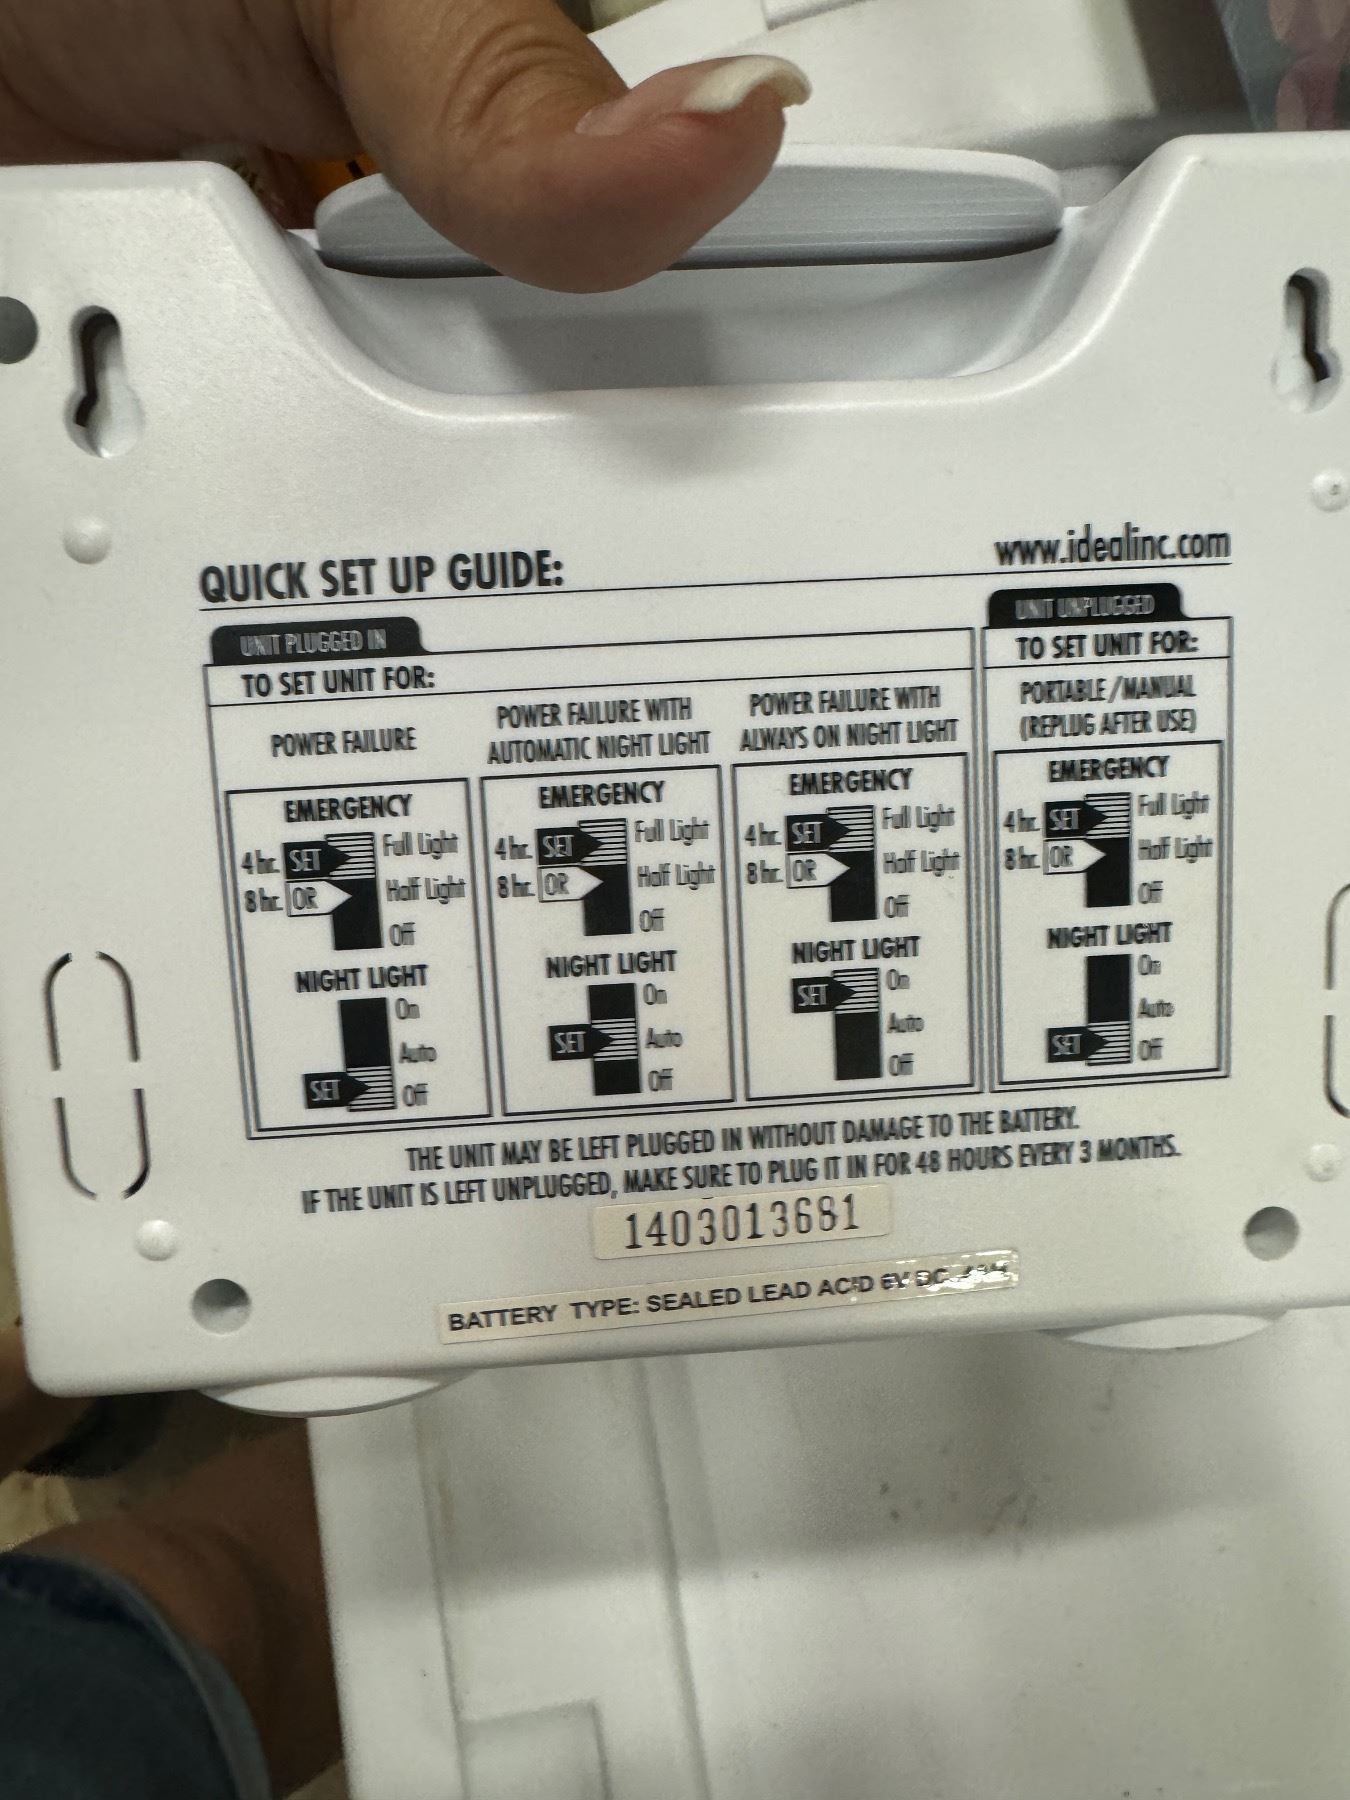 www.idealinc.com
QUICK SET UP GUIDE:
UNIT PLUGGED IN
TO SET UNIT FOR:
POWER FAILURE
EMERGENCY
4 hr. SET Full Light
8 hr. OR Half Light
Off
NIGHT LIGHT
On
Auto
SET Off
POWER FAILURE WITH
AUTOMATIC NIGHT LIGHT
EMERGENCY
4 hr. SET Full Light
8 hr. OR Half Light
Off
NIGHT LIGHT
On
SET Auto
Off
POWER FAILURE WITH
ALWAYS ON NIGHT LIGHT
EMERGENCY
4 hr. SET Full Light
8 hr. OR Half Light
Off
NIGHT LIGHT
SET On
Auto
Off
UNIT UNPLUGGED
TO SET UNIT FOR:
PORTABLE/MANUAL
(REPLUG AFTER USE)
EMERGENCY
4 hr. SET Full Light
8 hr. OR Half Light
Off
NIGHT LIGHT
On
Auto
SET Off
THE UNIT MAY BE LEFT PLUGGED IN WITHOUT DAMAGE TO THE BATTERY.
IF THE UNIT IS LEFT UNPLUGGED, MAKE SURE TO PLUG IT IN FOR 48 HOURS EVERY 3 MONTHS.
1403013681
BATTERY TYPE: SEALED LEAD ACID 6V DC